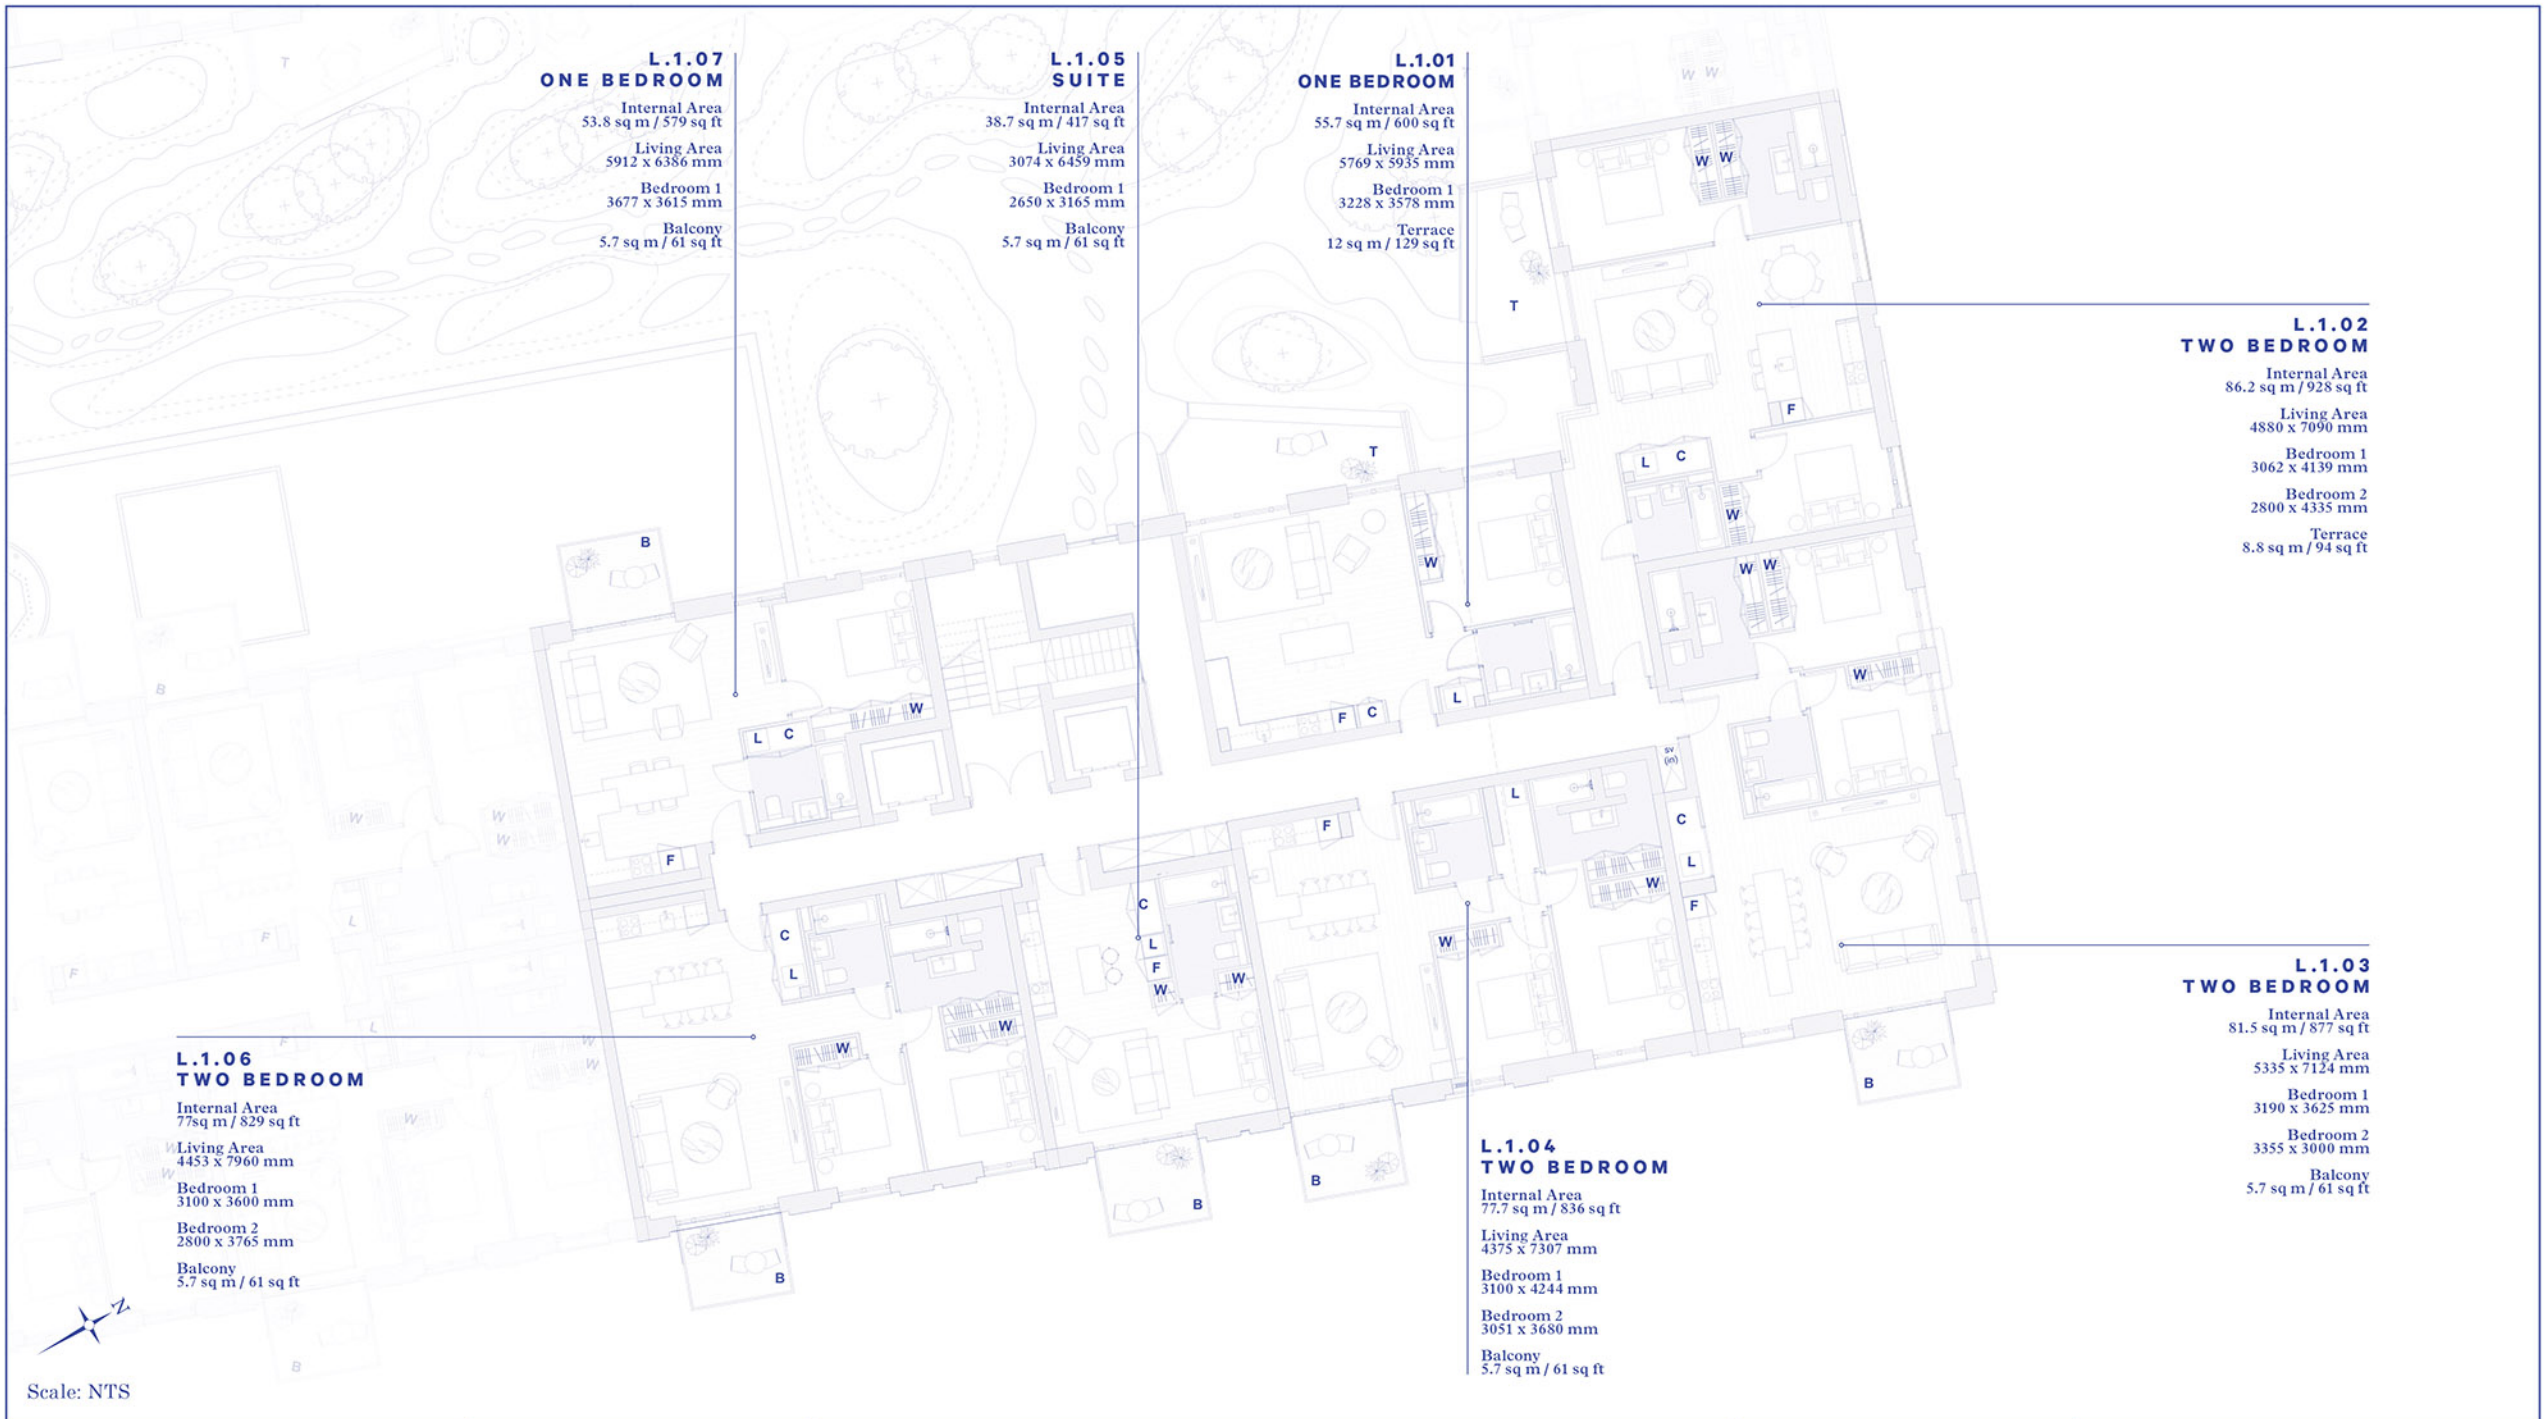 L.1.07
ONE BEDROOM
Internal Area
53.8 sq m / 579 sq ft
Living Area
5912 x 6386 mm
Bedroom 1
3677 x 3615 mm
Balcony
5.7 sq m / 61 sq ft
L.1.05
SUITE
Internal Area
38.7 sq m / 417 sq ft
Living Area
3074 x 6459 mm
Bedroom 1
2650 x 3165 mm
Balcony
5.7 sq m / 61 sq ft
L.1.01
ONE BEDROOM
Internal Area
55.7 sq m / 600 sq ft
Living Area
5769 x 5935 mm
Bedroom 1
3228 x 3578 mm
Terrace
12 sq m / 129 sq ft
L.1.02
TWO BEDROOM
Internal Area
86.2 sq m / 928 sq ft
Living Area
4880 x 7090 mm
Bedroom 1
3062 x 4139 mm
Bedroom 2
2800 x 4335 mm
Terrace
8.8 sq m / 94 sq ft
T
W W
W W
T
F
T
L C
W
W
B
W W
W
B
L
F C
W
L C
SV
(in)
L
W
C
W
W
F
F
L
W
C
F
C
W
L
L
F
W
W
F
W
W
L.1.03
TWO BEDROOM
Internal Area
81.5 sq m / 877 sq ft
Living Area
5335 x 7124 mm
Bedroom 1
3190 x 3625 mm
Bedroom 2
3355 x 3000 mm
Balcony
5.7 sq m / 61 sq ft
L
F
L
F
W
W
W
W
W
W
W
B
B
B
B
B
L.1.06
TWO BEDROOM
Internal Area
77sq m / 829 sq ft
Living Area
4453 x 7960 mm
Bedroom 1
3100 x 3600 mm
Bedroom 2
2800 x 3765 mm
Balcony
5.7 sq m / 61 sq ft
L.1.04
TWO BEDROOM
Internal Area
77.7 sq m / 836 sq ft
Living Area
4375 x 7307 mm
Bedroom 1
3100 x 4244 mm
Bedroom 2
3051 x 3680 mm
Balcony
5.7 sq m / 61 sq ft
N
Scale: NTS